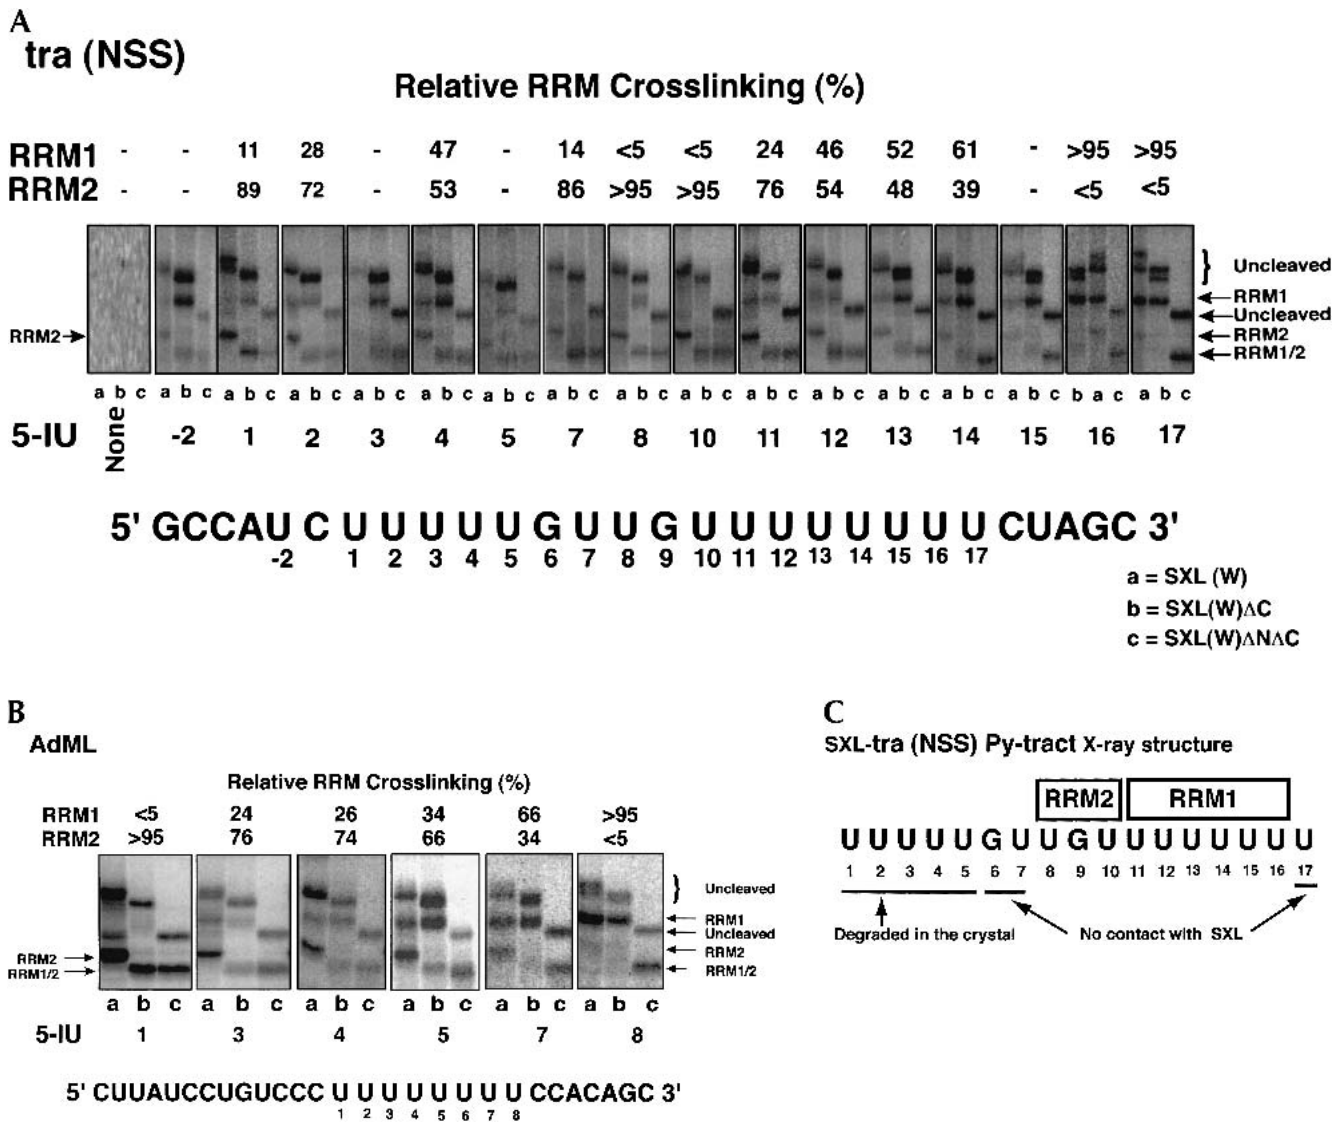 A
tra (NSS)
Relative RRM Crosslinking (%)
RRM1 - - 11 28 - 47 - 14 <5 <5 24 46 52 61 - >95 >95
RRM2 - - 89 72 - 53 - 86 >95 >95 76 54 48 39 - <5 <5
Uncleaved
RRM1
Uncleaved
RRM2 RRM2
RRM1/2
a b c a b c a b c a b c a b c a b c a b c a b c a b c a b c a b c a b c a b c a b c a b c b a c a b c
5-IU None -2 1 2 3 4 5 7 8 10 11 12 13 14 15 16 17
5' GCCAU C U U U U U G U U G U U U U U U U U CUAGC 3'
-2 1 2 3 4 5 6 7 8 9 10 11 12 13 14 15 16 17
a = SXL (W)
b = SXL(W)ΔC
c = SXL(W)ΔNΔC
B
AdML
Relative RRM Crosslinking (%)
RRM1 <5 24 26 34 66 >95
RRM2 >95 76 74 66 34 <5
Uncleaved
RRM1
Uncleaved
RRM2 RRM2
RRM1/2 RRM1/2
a b c a b c a b c a b c a b c a b c
5-IU 1 3 4 5 7 8
5' CUUAUCCUGUCCC U U U U U U U U CCACAGC 3'
1 2 3 4 5 6 7 8
C
SXL-tra (NSS) Py-tract X-ray structure
RRM2 RRM1
U U U U U G U U G U U U U U U U U
1 2 3 4 5 6 7 8 9 10 11 12 13 14 15 16 17
Degraded in the crystal No contact with SXL